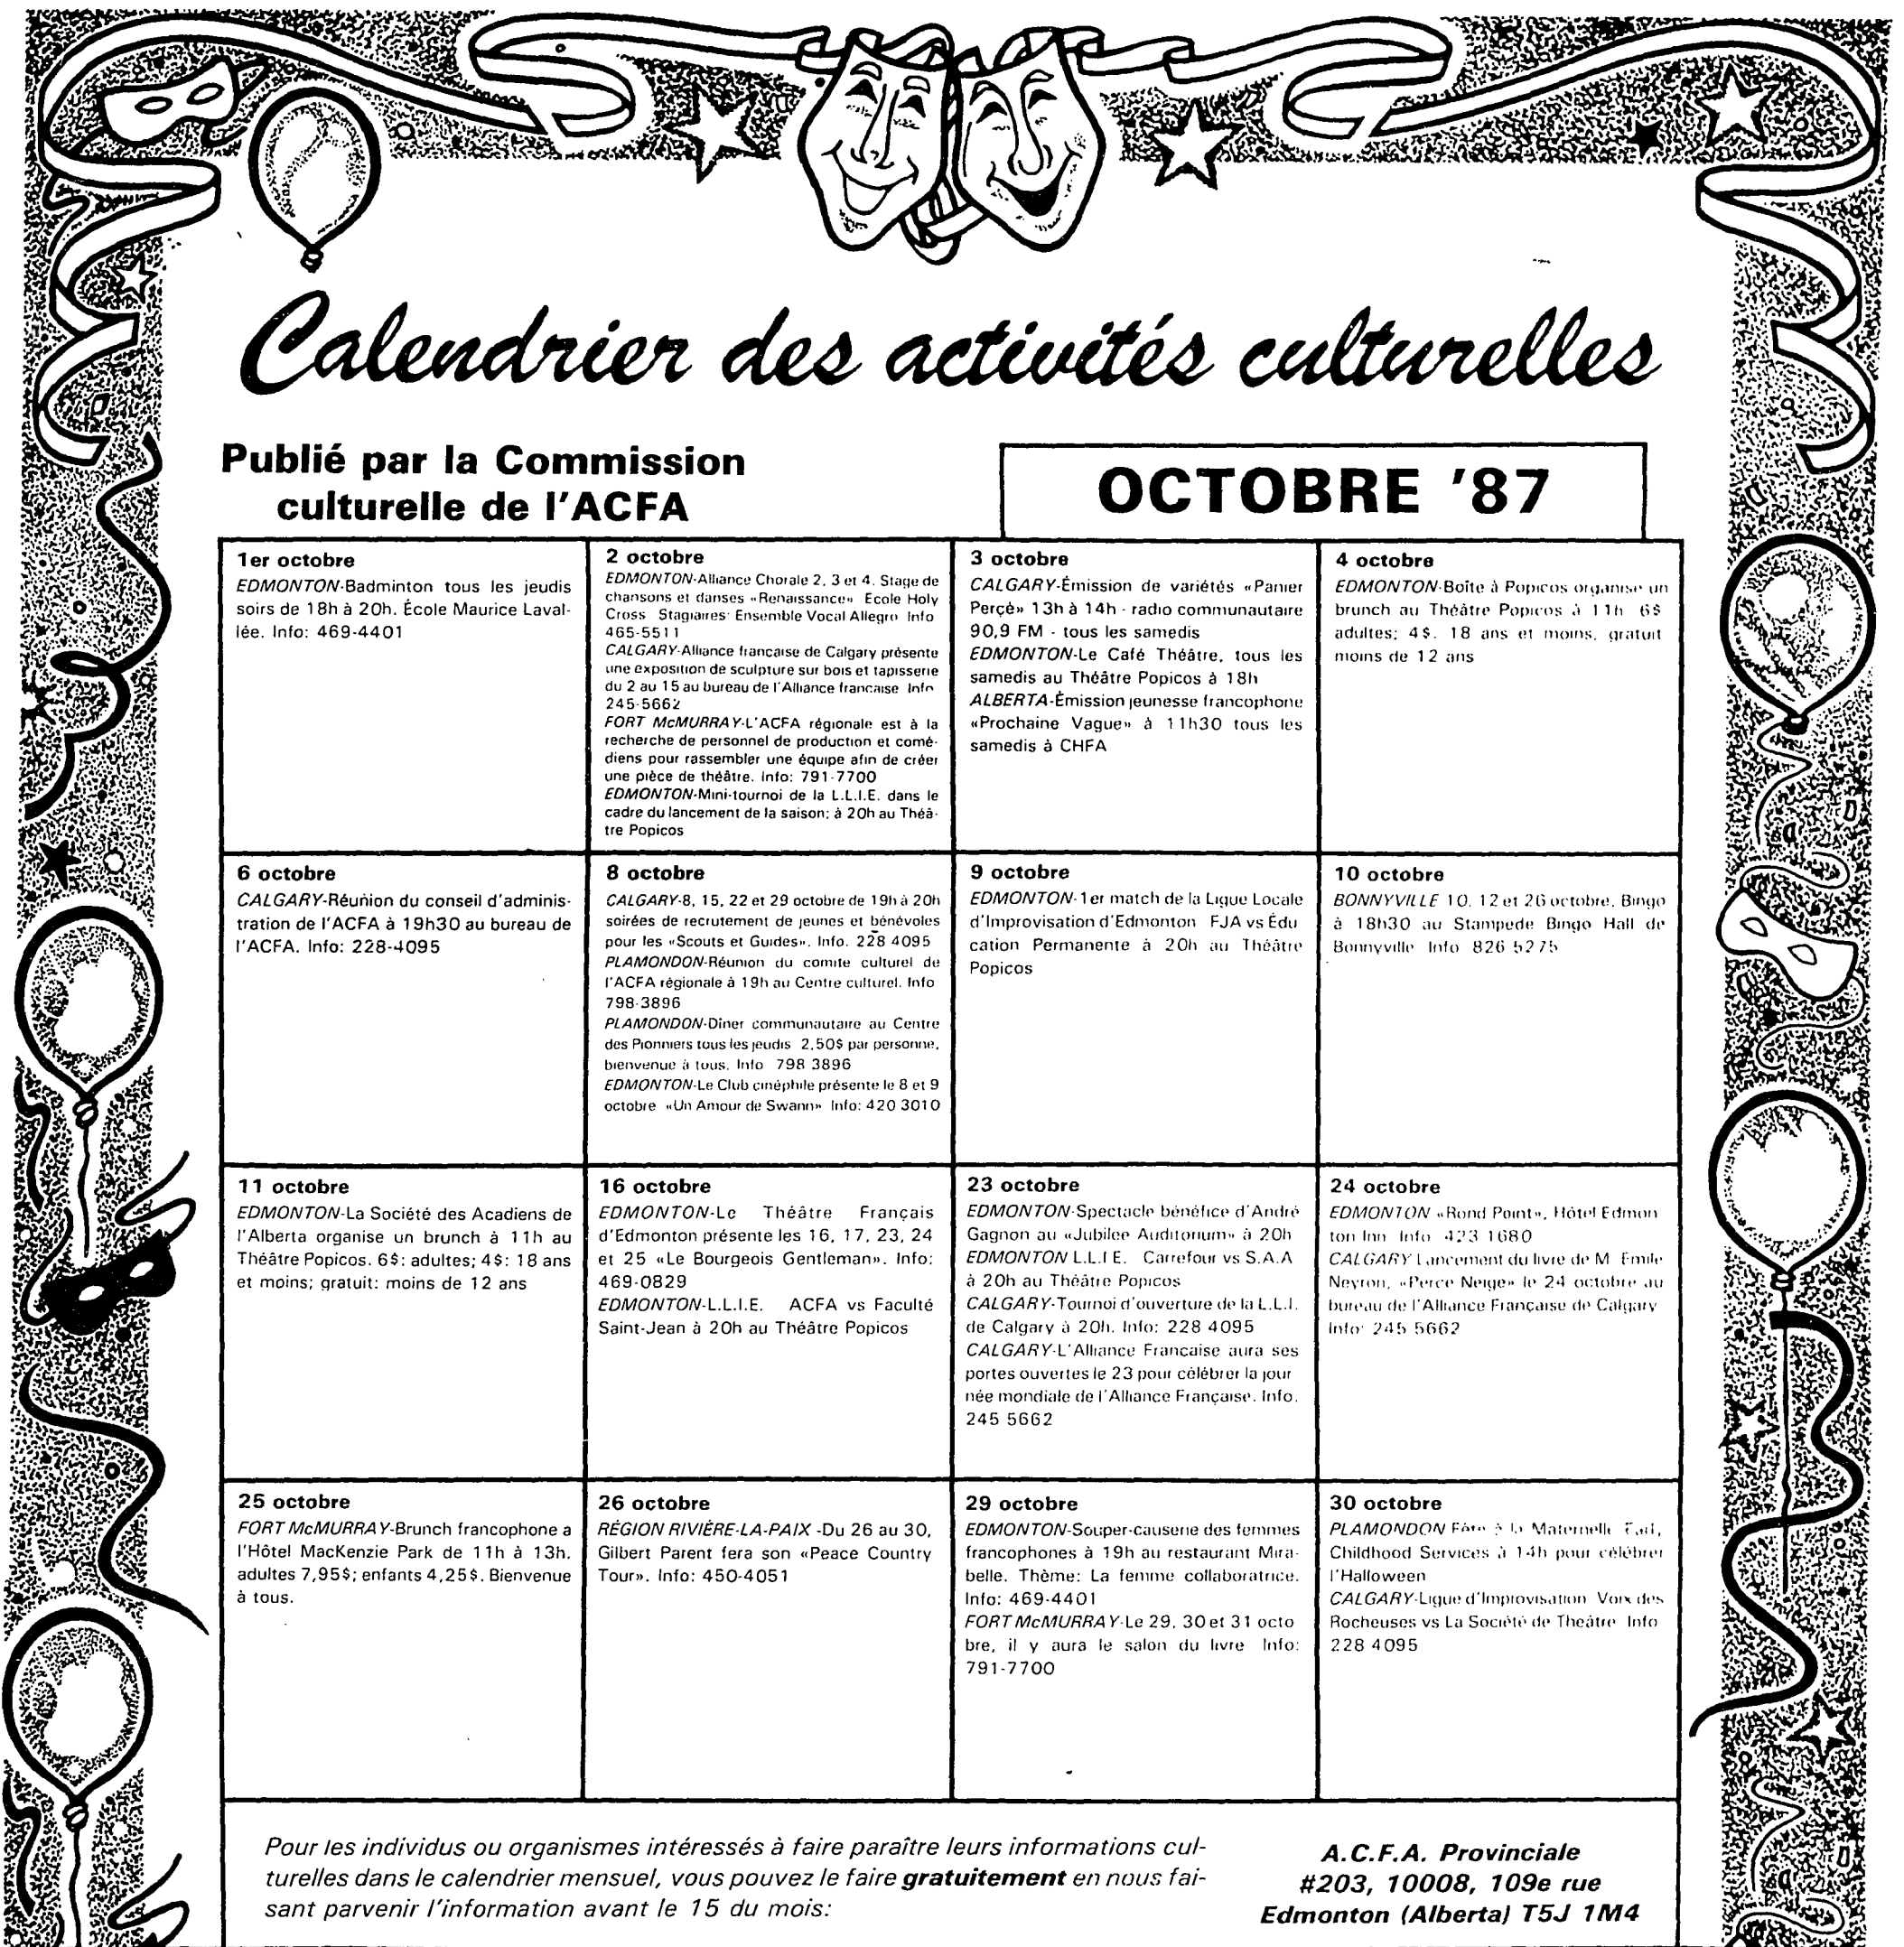 Calendrier des activités culturelles
Publié par la Commission
culturelle de l'ACFA
OCTOBRE '87
1er octobre
EDMONTON-Badminton tous les jeudis
soirs de 18h à 20h. École Maurice Laval-
lée. Info: 469-4401
2 octobre
EDMONTON-Alliance Chorale 2, 3 et 4. Stage de
chansons et danses «Renaissance» Ecole Holy
Cross Stagiaires: Ensemble Vocal Allegro Info
465-5511
CALGARY-Alliance francaise de Calgary présente
une exposition de sculpture sur bois et tapisserie
du 2 au 15 au bureau de l'Alliance francaise Info
245-5662
FORT McMURRAY-L'ACFA régionale est à la
recherche de personnel de production et comé-
diens pour rassembler une équipe afin de créer
une pièce de théâtre. Info: 791-7700
EDMONTON-Mini-tournoi de la L.L.I.E. dans le
cadre du lancement de la saison; à 20h au Théâ-
tre Popicos
3 octobre
CALGARY-Émission de variétés «Panier
Perçé» 13h à 14h - radio communautaire
90,9 FM - tous les samedis
EDMONTON-Le Café Théâtre, tous les
samedis au Théâtre Popicos à 18h
ALBERTA-Émission jeunesse francophone
«Prochaine Vague» à 11h30 tous les
samedis à CHFA
4 octobre
EDMONTON-Boîte à Popicos organise un
brunch au Théâtre Popicos à 11h 6$
adultes; 4$. 18 ans et moins, gratuit
moins de 12 ans
6 octobre
CALGARY-Réunion du conseil d'adminis-
tration de l'ACFA à 19h30 au bureau de
l'ACFA. Info: 228-4095
8 octobre
CALGARY-8, 15, 22 et 29 octobre de 19h à 20h
soirées de recrutement de jeunes et bénévoles
pour les «Scouts et Guides». Info. 228 4095
PLAMONDON-Réunion du comite culturel de
l'ACFA régionale à 19h au Centre culturel. Info
798-3896
PLAMONDON-Dîner communautaire au Centre
des Pionniers tous les jeudis 2,50$ par personne,
bienvenue à tous. Info 798 3896
EDMONTON-Le Club cinéphile présente le 8 et 9
octobre «Un Amour de Swann» Info: 420 3010
9 octobre
EDMONTON-1er match de la Ligue Locale
d'Improvisation d'Edmonton FJA vs Édu
cation Permanente à 20h au Théâtre
Popicos
10 octobre
BONNYVILLE 10, 12 et 26 octobre. Bingo
à 18h30 au Stampede Bingo Hall de
Bonnyville Info 826 5275
11 octobre
EDMONTON-La Société des Acadiens de
l'Alberta organise un brunch à 11h au
Théâtre Popicos. 6$: adultes; 4$: 18 ans
et moins; gratuit: moins de 12 ans
16 octobre
EDMONTON-Le Théâtre Français
d'Edmonton présente les 16, 17, 23, 24
et 25 «Le Bourgeois Gentleman». Info:
469-0829
EDMONTON-L.L.I.E. ACFA vs Faculté
Saint-Jean à 20h au Théâtre Popicos
23 octobre
EDMONTON-Spectacle bénéfice d'André
Gagnon au «Jubilee Auditorium» à 20h
EDMONTON L.L.I E. Carrefour vs S.A.A
à 20h au Théâtre Popicos
CALGARY-Tournoi d'ouverture de la L.L.I.
de Calgary à 20h. Info: 228 4095
CALGARY-L'Alliance Francaise aura ses
portes ouvertes le 23 pour célébrer la jour
née mondiale de l'Alliance Française. Info.
245 5662
24 octobre
EDMONTON «Rond Point», Hôtel Edmon
ton Inn Info 423 1680
CALGARY Lancement du livre de M Emile
Neyron, «Perce Neige» le 24 octobre au
bureau de l'Alliance Française de Calgary
Info: 245 5662
25 octobre
FORT McMURRAY-Brunch francophone a
l'Hôtel MacKenzie Park de 11h à 13h,
adultes 7,95$; enfants 4,25$. Bienvenue
à tous.
26 octobre
RÉGION RIVIÈRE-LA-PAIX -Du 26 au 30,
Gilbert Parent fera son «Peace Country
Tour». Info: 450-4051
29 octobre
EDMONTON-Souper-causerie des femmes
francophones à 19h au restaurant Mira-
belle. Thème: La femme collaboratrice.
Info: 469-4401
FORT McMURRAY-Le 29, 30 et 31 octo
bre, il y aura le salon du livre Info:
791-7700
30 octobre
PLAMONDON Fête à la Maternelle
Childhood Services à 14h pour célébrer
l'Halloween
CALGARY-Ligue d'Improvisation Voix des
Rocheuses vs La Société de Theâtre Info
228 4095
Pour les individus ou organismes intéressés à faire paraître leurs informations cul-
turelles dans le calendrier mensuel, vous pouvez le faire gratuitement en nous fai-
sant parvenir l'information avant le 15 du mois:
A.C.F.A. Provinciale
#203, 10008, 109e rue
Edmonton (Alberta) T5J 1M4